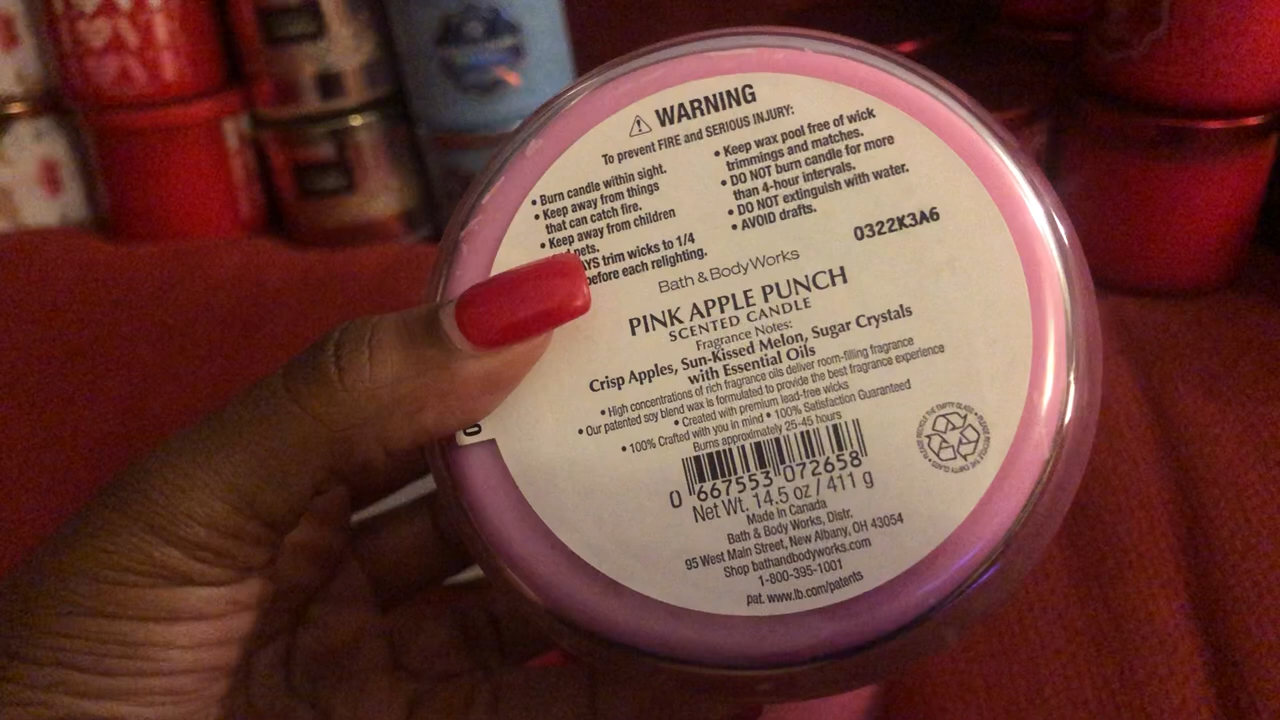 WARNING
To prevent FIRE and SERIOUS INJURY:
• Burn candle within sight.
• Keep away from things
that can catch fire.
• Keep away from children
pets.
trim wicks to 1/4
before each relighting.
• Keep wax pool free of wick
trimmings and matches.
• DO NOT burn candle for more
than 4-hour intervals.
• DO NOT extinguish with water.
• AVOID drafts.
0322K3A6
Bath & Body Works
PINK APPLE PUNCH
SCENTED CANDLE
Fragrance Notes:
Crisp Apples, Sun-Kissed Melon, Sugar Crystals
with Essential Oils
• High concentrations of rich fragrance oils deliver room-filling fragrance
• Our patented soy blend wax is formulated to provide the best fragrance experience
• Created with premium lead-free wicks
• 100% Crafted with you in mind • 100% Satisfaction Guaranteed
Burns approximately 25-45 hours
0 667553 072658
Net Wt. 14.5 oz / 411 g
Made in Canada
Bath & Body Works, Distr.
95 West Main Street, New Albany, OH 43054
Shop bathandbodyworks.com
1-800-395-1001
pat. www.lb.com/patents
PLEASE RECYCLE THE EMPTY GLASS •